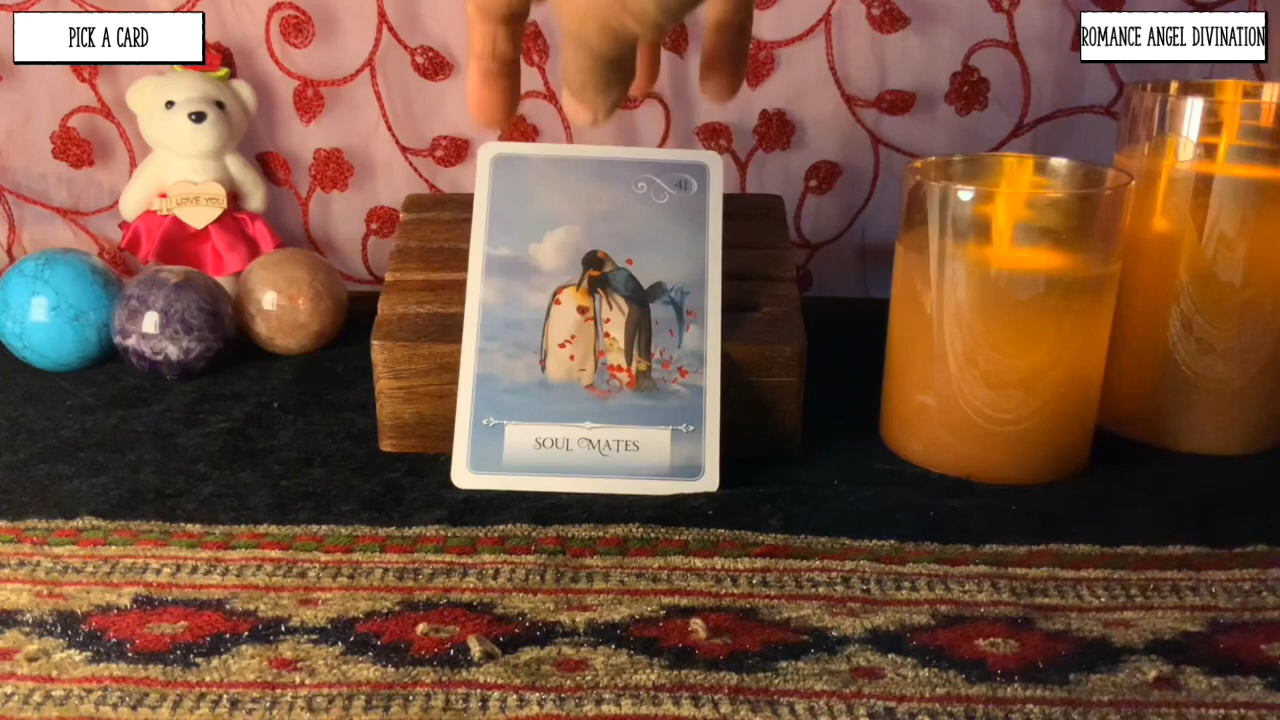 PICK A CARD
ROMANCE ANGEL DIVINATION
I LOVE YOU
41
SOUL MATES